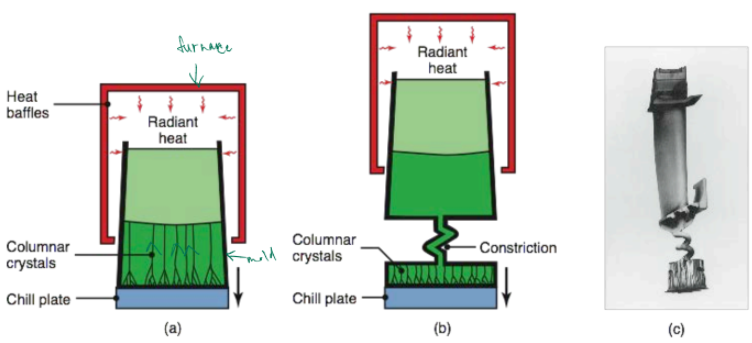 furnace
Heat
baffles
Radiant
heat
Columnar
crystals
mold
Chill plate
(a)
Radiant
heat
Columnar
crystals
Constriction
Chill plate
(b)
(c)